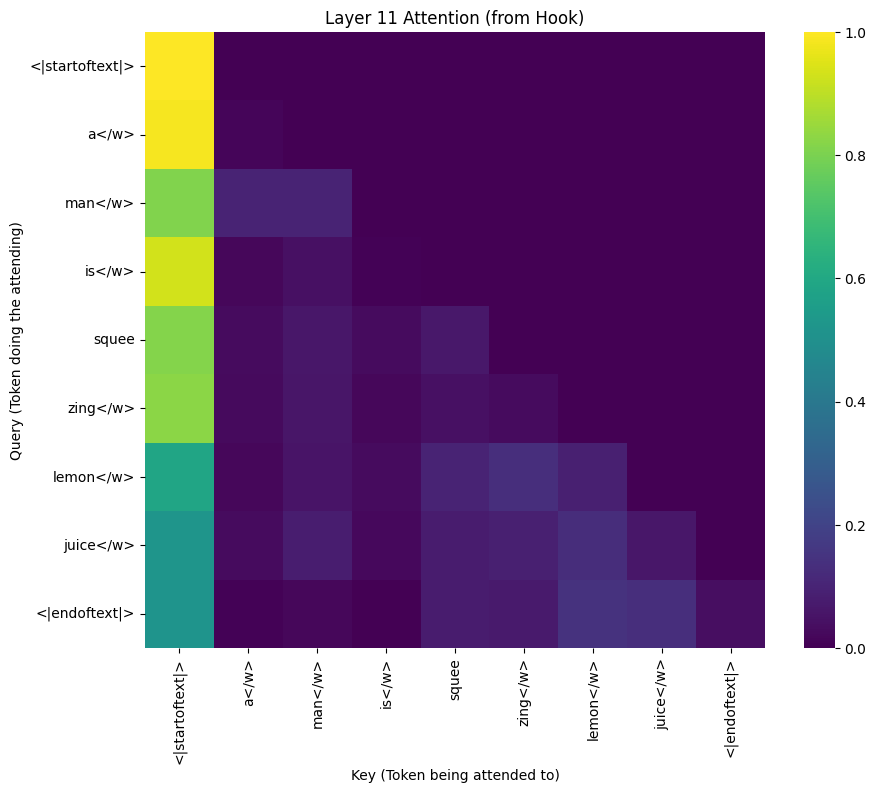 Layer 11 Attention (from Hook)
Query (Token doing the attending)
<|startoftext|>
a</w>
man</w>
is</w>
squee
zing</w>
lemon</w>
juice</w>
<|endoftext|>
<|startoftext|>
a</w>
man</w>
is</w>
squee
zing</w>
lemon</w>
juice</w>
<|endoftext|>
Key (Token being attended to)
1.0
0.8
0.6
0.4
0.2
0.0